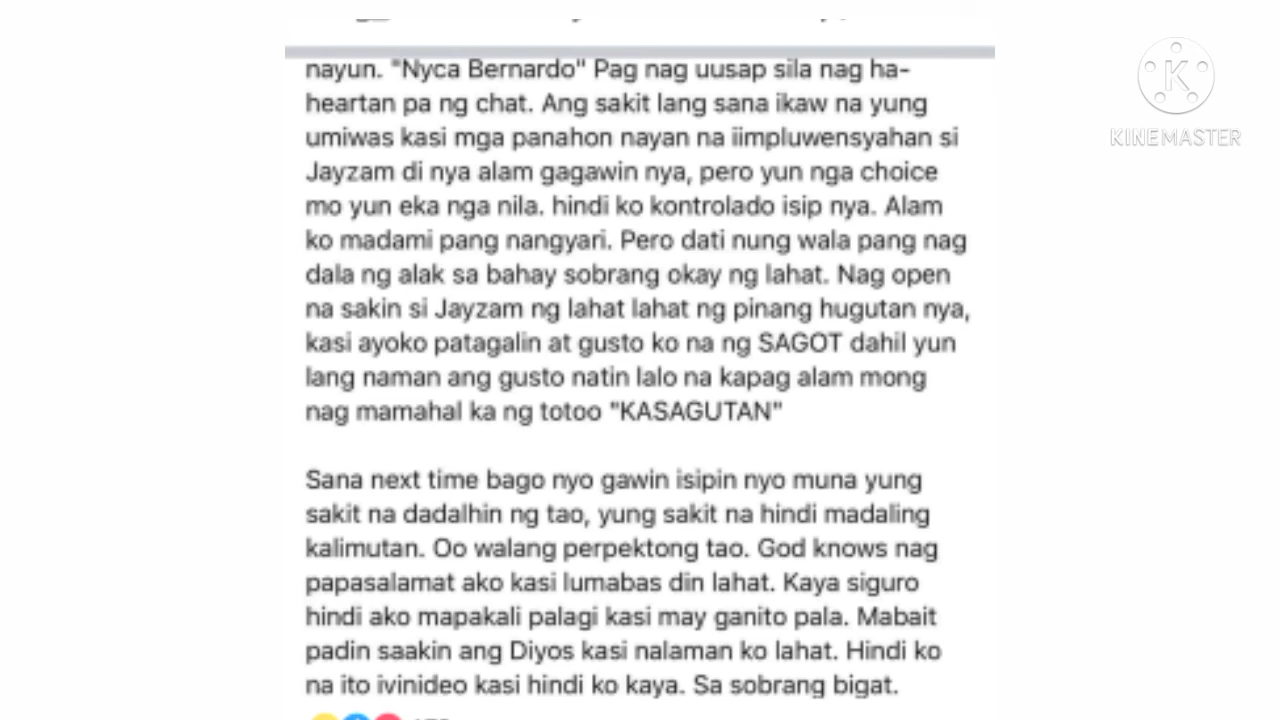 nayun. "Nyca Bernardo" Pag nag uusap sila nag ha-
heartan pa ng chat. Ang sakit lang sana ikaw na yung
umiwas kasi mga panahon nayan na iimpluwensyahan si
Jayzam di nya alam gagawin nya, pero yun nga choice
mo yun eka nga nila. hindi ko kontrolado isip nya. Alam
ko madami pang nangyari. Pero dati nung wala pang nag
dala ng alak sa bahay sobrang okay ng lahat. Nag open
na sakin si Jayzam ng lahat lahat ng pinang hugutan nya,
kasi ayoko patagalin at gusto ko na ng SAGOT dahil yun
lang naman ang gusto natin lalo na kapag alam mong
nag mamahal ka ng totoo "KASAGUTAN"
Sana next time bago nyo gawin isipin nyo muna yung
sakit na dadalhin ng tao, yung sakit na hindi madaling
kalimutan. Oo walang perpektong tao. God knows nag
papasalamat ako kasi lumabas din lahat. Kaya siguro
hindi ako mapakali palagi kasi may ganito pala. Mabait
padin saakin ang Diyos kasi nalaman ko lahat. Hindi ko
na ito ivinideo kasi hindi ko kaya. Sa sobrang bigat.
K
KINEMASTER